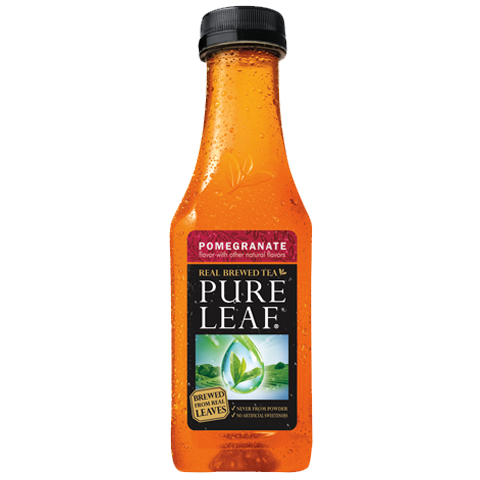 POMEGRANATE
flavor with other natural flavors
REAL BREWED TEA
PURE
LEAF®
BREWED
FROM REAL
LEAVES
✓ NEVER FROM POWDER
✓ NO ARTIFICIAL SWEETENERS